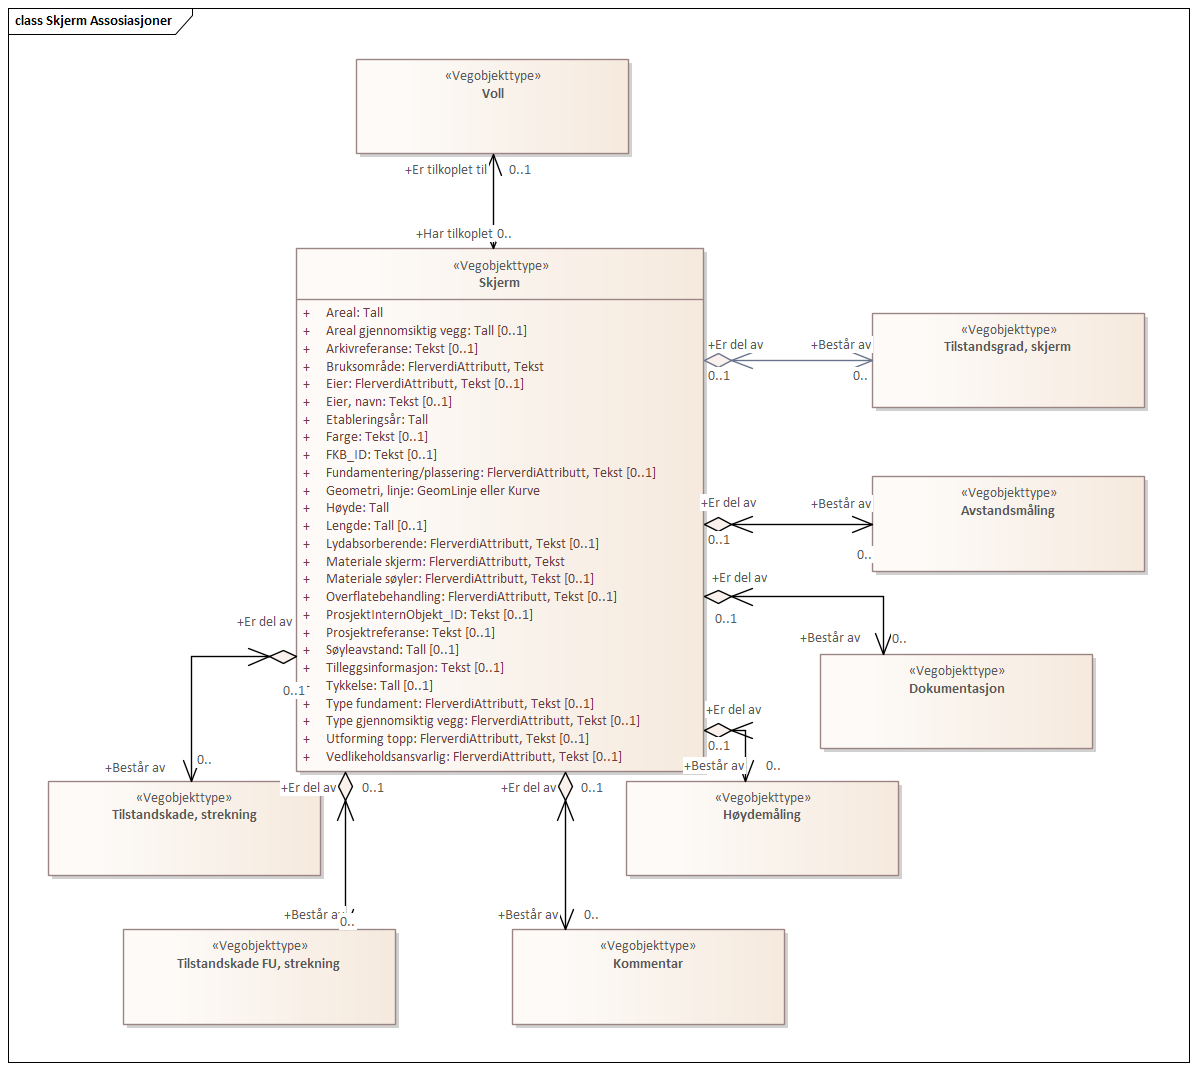 class Skjerm Assosiasjoner
«Vegobjekttype»
Voll
+Er tilkoplet til
0..1
+Har tilkoplet
0..
«Vegobjekttype»
Skjerm
+ Areal: Tall
+ Areal gjennomsiktig vegg: Tall [0..1]
+ Arkivreferanse: Tekst [0..1]
+ Bruksområde: FlerverdiAttributt, Tekst
+ Eier: FlerverdiAttributt, Tekst [0..1]
+ Eier, navn: Tekst [0..1]
+ Etableringsår: Tall
+ Farge: Tekst [0..1]
+ FKB_ID: Tekst [0..1]
+ Fundamentering/plassering: FlerverdiAttributt, Tekst [0..1]
+ Geometri, linje: GeomLinje eller Kurve
+ Høyde: Tall
+ Lengde: Tall [0..1]
+ Lydabsorberende: FlerverdiAttributt, Tekst [0..1]
+ Materiale skjerm: FlerverdiAttributt, Tekst
+ Materiale søyler: FlerverdiAttributt, Tekst [0..1]
+ Overflatebehandling: FlerverdiAttributt, Tekst [0..1]
+ ProsjektInternObjekt_ID: Tekst [0..1]
+ Prosjektreferanse: Tekst [0..1]
+ Søyleavstand: Tall [0..1]
+ Tilleggsinformasjon: Tekst [0..1]
Tykkelse: Tall [0..1]
+ Type fundament: FlerverdiAttributt, Tekst [0..1]
+ Type gjennomsiktig vegg: FlerverdiAttributt, Tekst [0..1]
+ Utforming topp: FlerverdiAttributt, Tekst [0..1]
+ Vedlikeholdsansvarlig: FlerverdiAttributt, Tekst [0..1]
+Er del av
0..1
+Består av
0..
«Vegobjekttype»
Tilstandsgrad, skjerm
+Er del av
0..1
+Består av
0..
«Vegobjekttype»
Avstandsmåling
+Er del av
0..1
+Består av
0..
«Vegobjekttype»
Dokumentasjon
+Er del av
0..1
+Består av
0..
«Vegobjekttype»
Høydemåling
+Er del av
0..1
+Består av
0..
«Vegobjekttype»
Tilstandskade, strekning
+Er del av
0..1
+Består av
0..
«Vegobjekttype»
Tilstandskade FU, strekning
+Er del av
0..1
+Består av
0..
«Vegobjekttype»
Kommentar